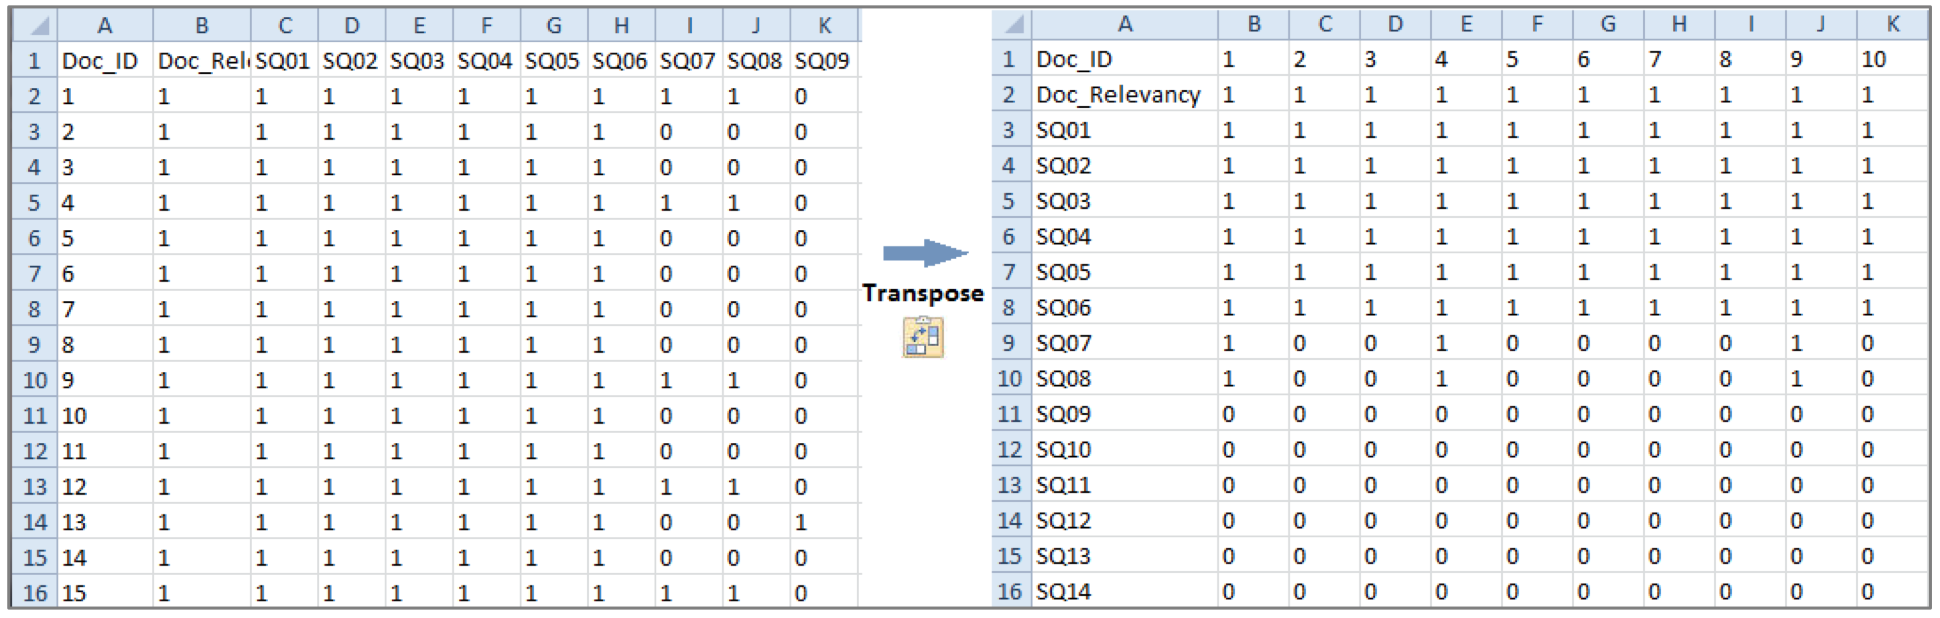 A B C D E F G H I J K
1 Doc_ID Doc_Rel SQ01 SQ02 SQ03 SQ04 SQ05 SQ06 SQ07 SQ08 SQ09
2 1 1 1 1 1 1 1 1 1 1 0
3 2 1 1 1 1 1 1 1 0 0 0
4 3 1 1 1 1 1 1 1 0 0 0
5 4 1 1 1 1 1 1 1 1 1 0
6 5 1 1 1 1 1 1 1 0 0 0
7 6 1 1 1 1 1 1 1 0 0 0
8 7 1 1 1 1 1 1 1 0 0 0
9 8 1 1 1 1 1 1 1 0 0 0
10 9 1 1 1 1 1 1 1 1 1 0
11 10 1 1 1 1 1 1 1 0 0 0
12 11 1 1 1 1 1 1 1 0 0 0
13 12 1 1 1 1 1 1 1 1 1 0
14 13 1 1 1 1 1 1 1 0 0 1
15 14 1 1 1 1 1 1 1 0 0 0
16 15 1 1 1 1 1 1 1 1 1 0
Transpose
A B C D E F G H I J K
1 Doc_ID 1 2 3 4 5 6 7 8 9 10
2 Doc_Relevancy 1 1 1 1 1 1 1 1 1 1
3 SQ01 1 1 1 1 1 1 1 1 1 1
4 SQ02 1 1 1 1 1 1 1 1 1 1
5 SQ03 1 1 1 1 1 1 1 1 1 1
6 SQ04 1 1 1 1 1 1 1 1 1 1
7 SQ05 1 1 1 1 1 1 1 1 1 1
8 SQ06 1 1 1 1 1 1 1 1 1 1
9 SQ07 1 0 0 1 0 0 0 0 1 0
10 SQ08 1 0 0 1 0 0 0 0 1 0
11 SQ09 0 0 0 0 0 0 0 0 0 0
12 SQ10 0 0 0 0 0 0 0 0 0 0
13 SQ11 0 0 0 0 0 0 0 0 0 0
14 SQ12 0 0 0 0 0 0 0 0 0 0
15 SQ13 0 0 0 0 0 0 0 0 0 0
16 SQ14 0 0 0 0 0 0 0 0 0 0